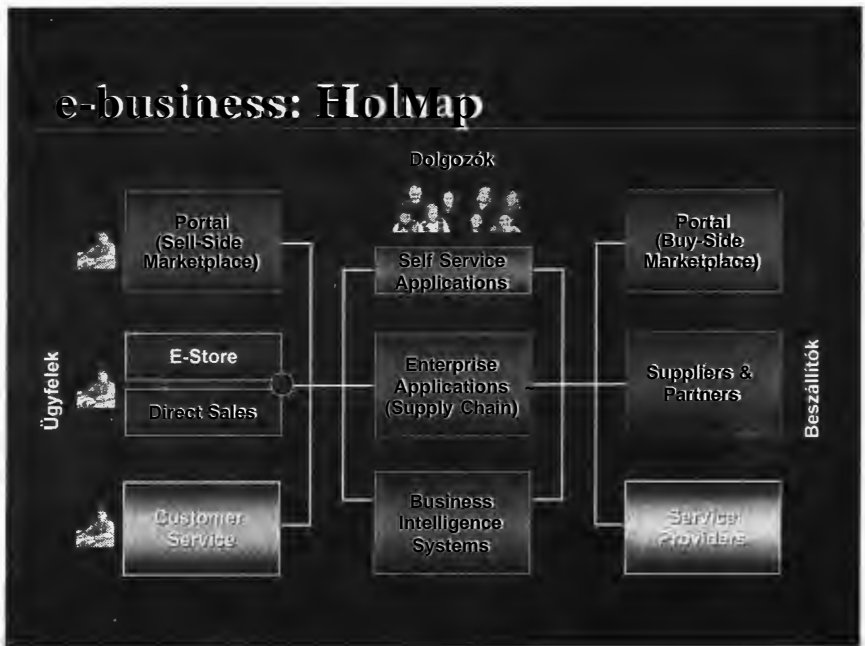 e-business: HolMap
Dolgozók
Portal
(Sell-Side
Marketplace)
Self Service
Applications
Portal
(Buy-Side
Marketplace)
Ügyfelek
E-Store
Direct Sales
Enterprise
Applications
(Supply Chain)
Suppliers &
Partners
Beszállítók
Customer
Service
Business
Intelligence
Systems
Service
Providers